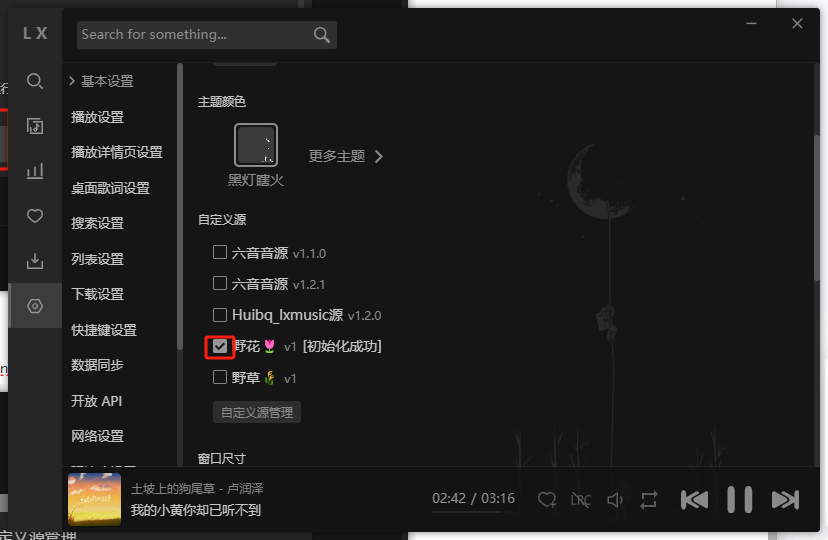 LX
Search for something...
基本设置
播放设置
播放详情页设置
桌面歌词设置
搜索设置
列表设置
下载设置
快捷键设置
数据同步
开放 API
网络设置
主题颜色
黑灯瞎火
更多主题
自定义源
六音音源 v1.1.0
六音音源 v1.2.1
Huibq_lxmusic源 v1.2.0
野花🌷 v1 [初始化成功]
野草🌾 v1
自定义源管理
窗口尺寸
土坡上的狗尾草 - 卢润泽
我的小黄你却已听不到
02:42 / 03:16
LRC
行
n
定义源管理